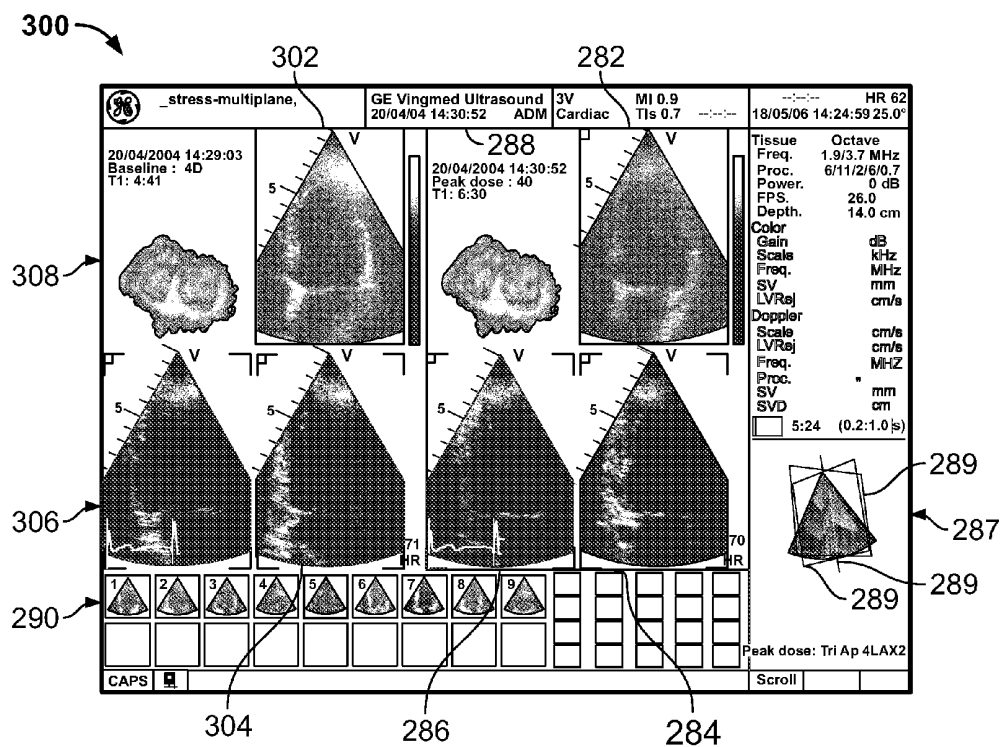 300
302
282
_stress-multiplane,
GE Vingmed Ultrasound
20/04/04 14:30:52 ADM
3V MI 0.9
Cardiac TIs 0.7 --:--:--
--:--:-- HR 62
18/05/06 14:24:59 25.0°
288
20/04/2004 14:29:03
Baseline : 4D
T1: 4:41
V
5
20/04/2004 14:30:52
Peak dose : 40
T1: 6:30
V
5
Tissue Octave
Freq. 1.9/3.7 MHz
Proc. 6/11/2/6/0.7
Power. 0 dB
FPS. 26.0
Depth. 14.0 cm
Color
Gain dB
Scale kHz
Freq. MHz
SV mm
LVRej cm/s
Doppler
Scale cm/s
LVRej cm/s
Freq. MHZ
Proc. "
SV mm
SVD cm
5:24 (0.2:1.0 s)
308
V
5
V
5
71
HR
V
5
V
5
70
HR
306
289
287
289
289
290
1 2 3 4 5 6 7 8 9
Peak dose: Tri Ap 4LAX2
CAPS
Scroll
304
286
284